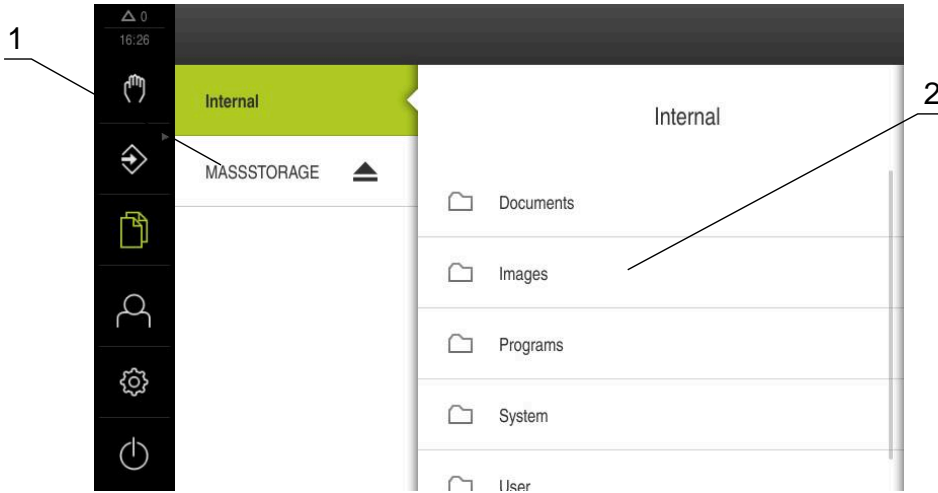 1
0
16:26
Internal
MASSSTORAGE
2
Internal
Documents
Images
Programs
System
User